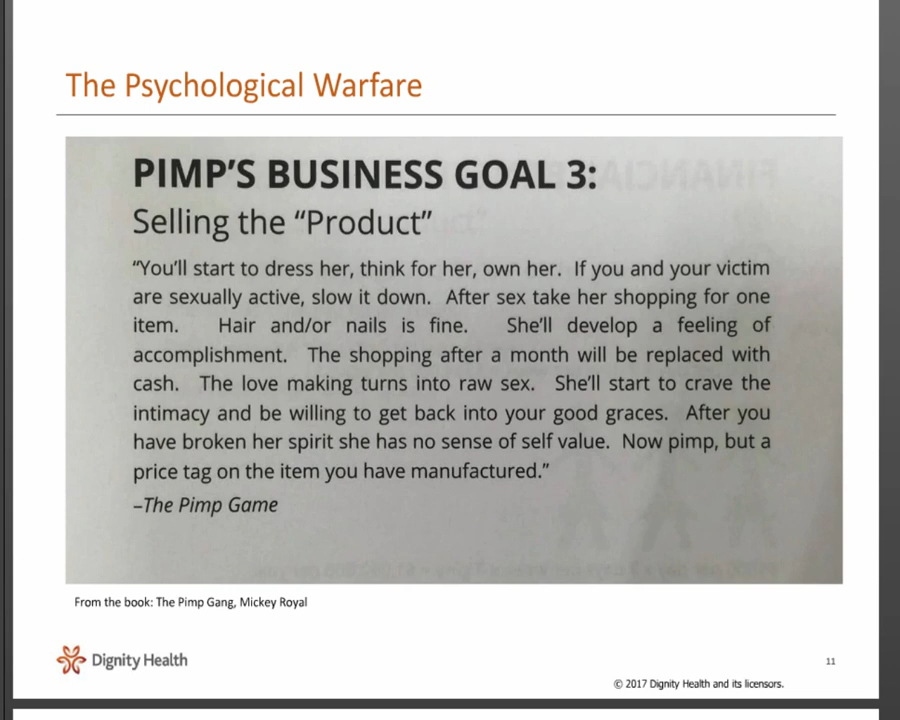 The Psychological Warfare
PIMP'S BUSINESS GOAL 3:
Selling the “Product”
“You'll start to dress her, think for her, own her. If you and your victim
are sexually active, slow it down. After sex take her shopping for one
item. Hair and/or nails is fine. She'll develop a feeling of
accomplishment. The shopping after a month will be replaced with
cash. The love making turns into raw sex. She'll start to crave the
intimacy and be willing to get back into your good graces. After you
have broken her spirit she has no sense of self value. Now pimp, but a
price tag on the item you have manufactured.”
–The Pimp Game
From the book: The Pimp Gang, Mickey Royal
Dignity Health
11
© 2017 Dignity Health and its licensors.